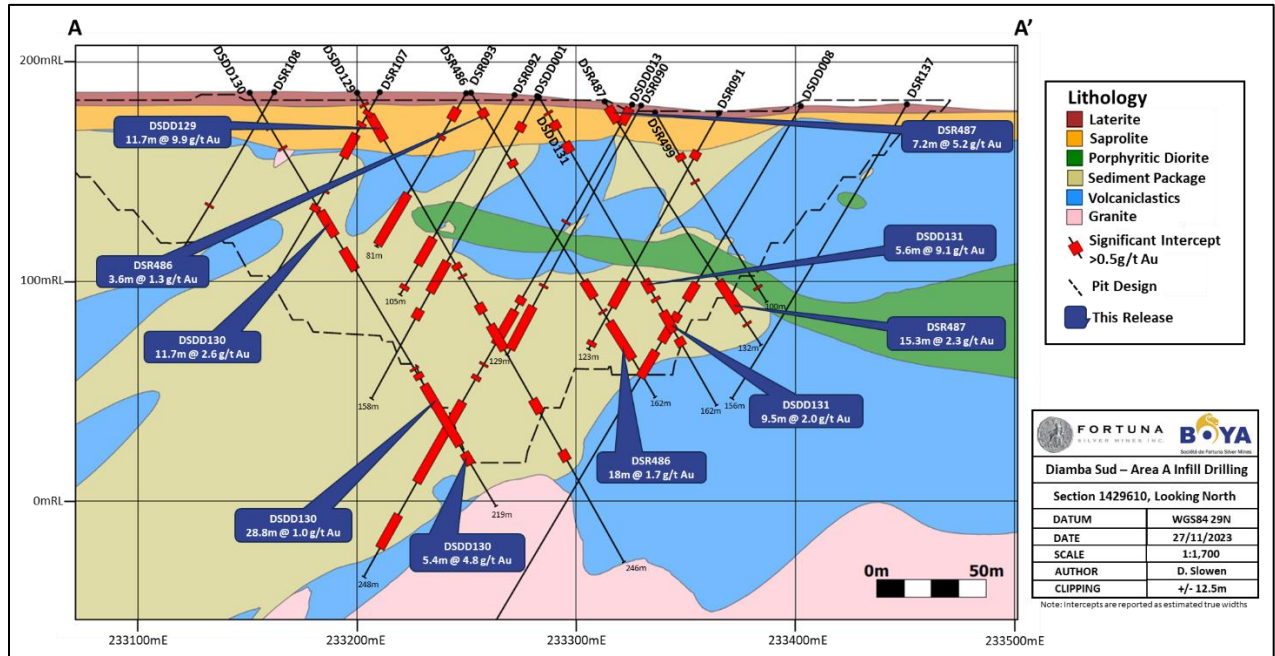 A
A'
200mRL
100mRL
0mRL
DSDD130
DSR108
DSDD129
DSR107
DSR486
DSR093
DSR092
DSDD001
DSDD131
DSR487
DSDD013
DSR090
DSR499
DSR091
DSDD008
DSR137
DSDD129
11.7m @ 9.9 g/t Au
DSR487
7.2m @ 5.2 g/t Au
DSR486
3.6m @ 1.3 g/t Au
DSDD131
5.6m @ 9.1 g/t Au
DSDD130
11.7m @ 2.6 g/t Au
DSR487
15.3m @ 2.3 g/t Au
DSDD131
9.5m @ 2.0 g/t Au
DSR486
18m @ 1.7 g/t Au
DSDD130
28.8m @ 1.0 g/t Au
DSDD130
5.4m @ 4.8 g/t Au
81m
105m
158m
129m
123m
100m
132m
162m
162m
156m
219m
248m
246m
0m
50m
233100mE
233200mE
233300mE
233400mE
233500mE
Lithology
Laterite
Saprolite
Porphyritic Diorite
Sediment Package
Volcaniclastics
Granite
Significant Intercept
>0.5g/t Au
Pit Design
This Release
FORTUNA
SILVER MINES INC.
BOYA
Société de Fortuna Silver Mines
Diamba Sud – Area A Infill Drilling
Section 1429610, Looking North
DATUM WGS84 29N
DATE 27/11/2023
SCALE 1:1,700
AUTHOR D. Slowen
CLIPPING +/- 12.5m
Note: Intercepts are reported as estimated true widths